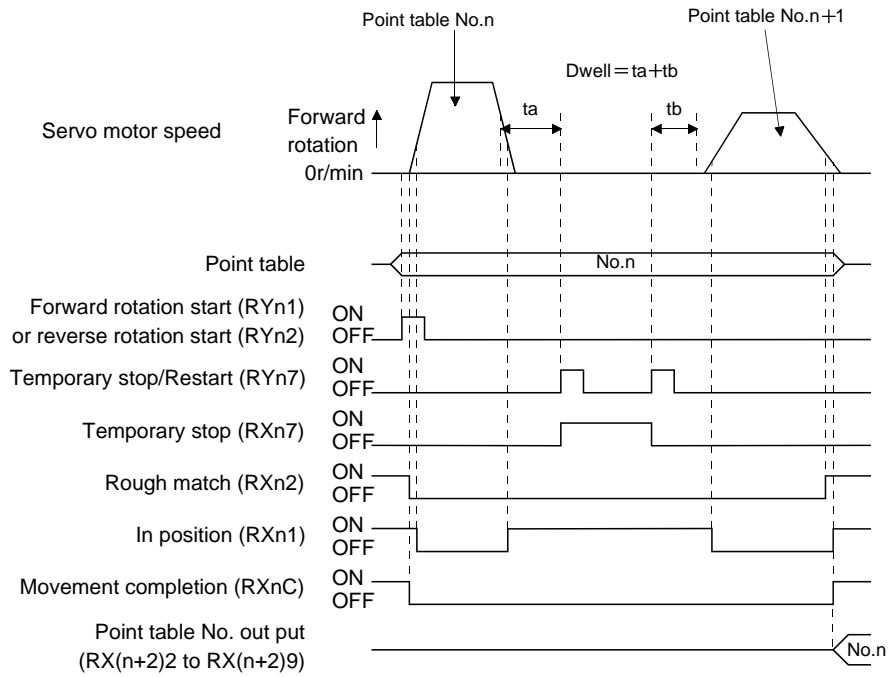 Point table No.n
Point table No.n+1
Dwell=ta+tb
ta
tb
Servo motor speed
Forward
rotation
0r/min
Point table
No.n
Forward rotation start (RYn1)
or reverse rotation start (RYn2)
ON
OFF
Temporary stop/Restart (RYn7)
ON
OFF
Temporary stop (RXn7)
ON
OFF
Rough match (RXn2)
ON
OFF
In position (RXn1)
ON
OFF
Movement completion (RXnC)
ON
OFF
Point table No. out put
(RX(n+2)2 to RX(n+2)9)
No.n